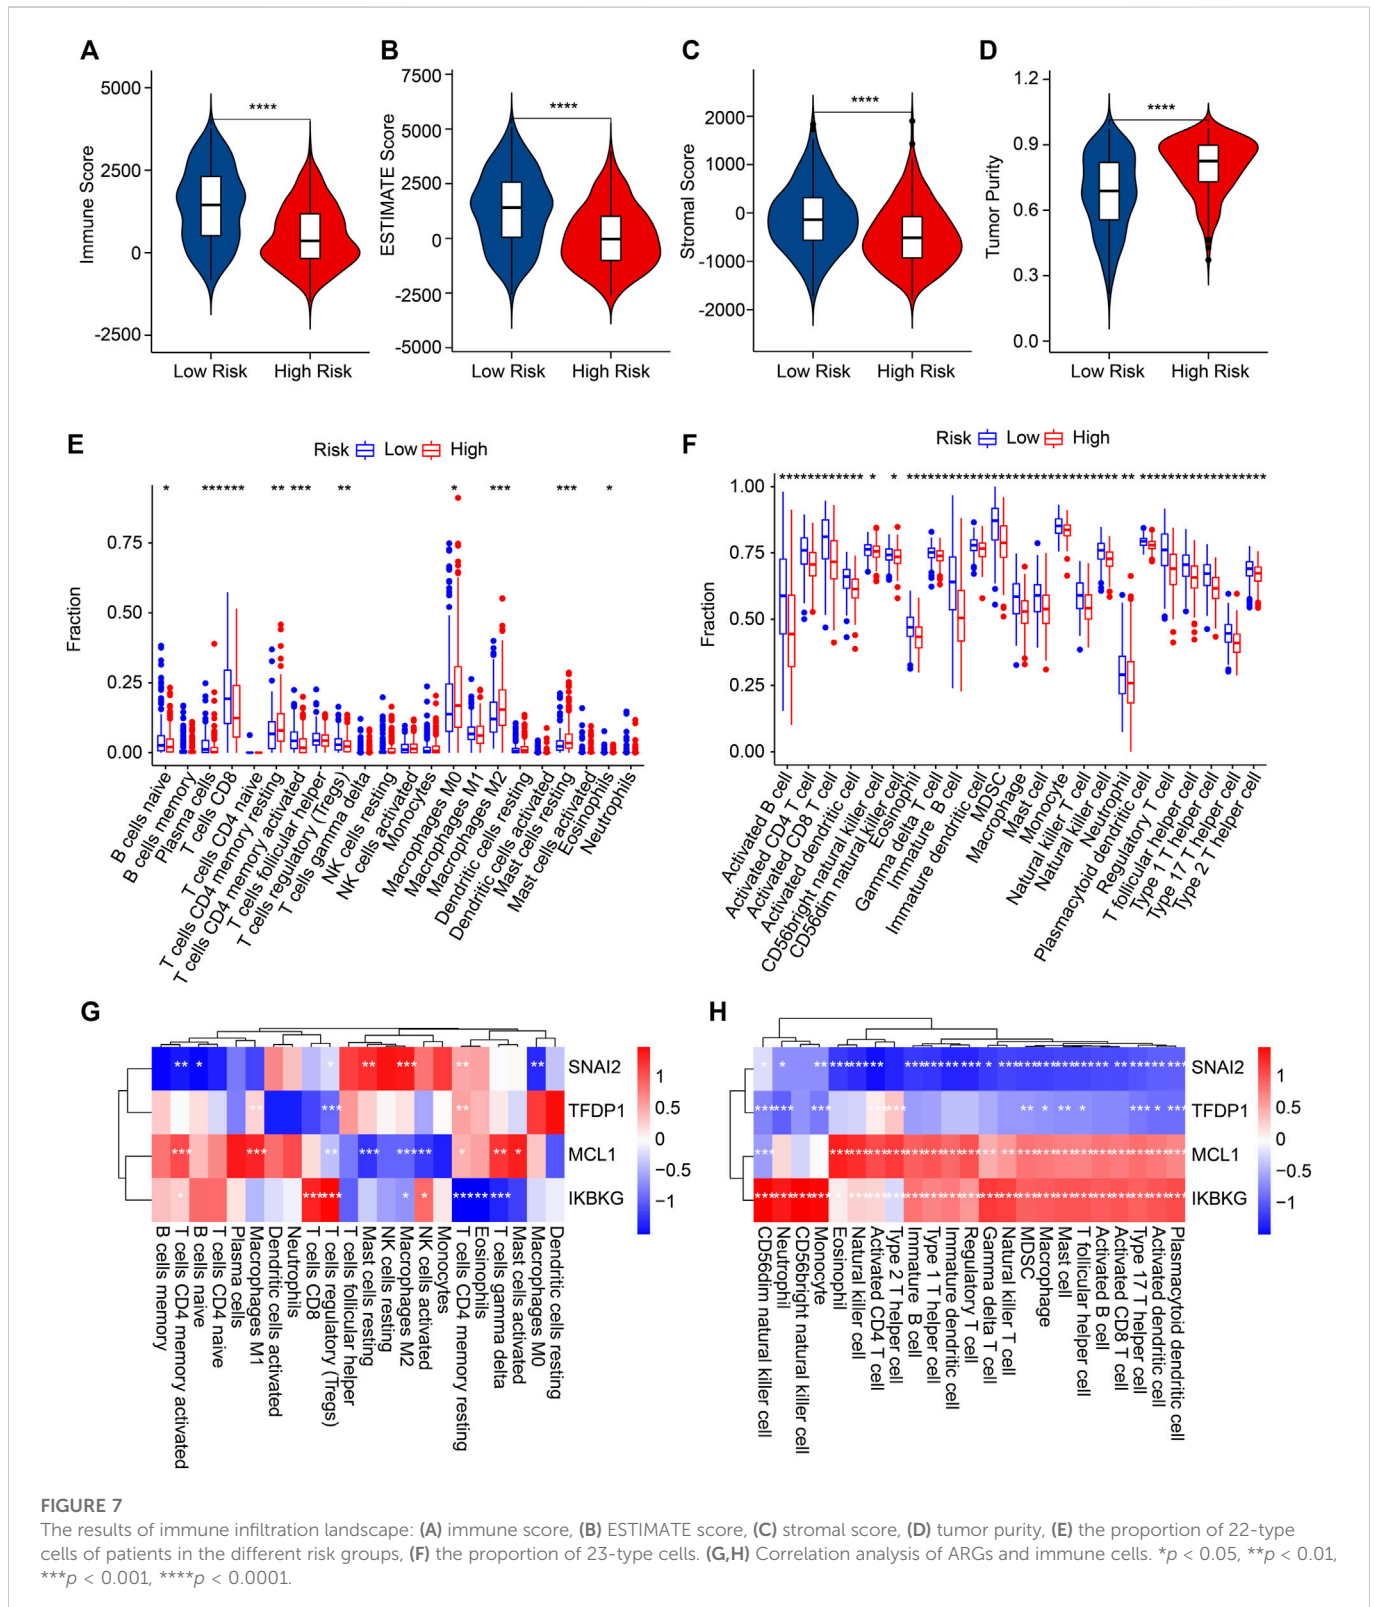 A
B
C
D
Immune Score
5000
2500
0
-2500
****
Low Risk
High Risk
ESTIMATE Score
7500
5000
2500
0
-2500
-5000
****
Low Risk
High Risk
Stromal Score
2000
1000
0
-1000
-2000
****
Low Risk
High Risk
Tumor Purity
1.2
0.9
0.6
0.3
0.0
****
Low Risk
High Risk
E
Risk Low High
Fraction
0.75
0.50
0.25
0.00
* *** *** ** *** ** * *** *** *
B cells naive
B cells memory
Plasma cells
T cells CD8
T cells CD4 naive
T cells CD4 memory resting
T cells CD4 memory activated
T cells follicular helper
T cells regulatory (Tregs)
T cells gamma delta
NK cells resting
NK cells activated
Monocytes
Macrophages M0
Macrophages M1
Macrophages M2
Dendritic cells resting
Dendritic cells activated
Mast cells resting
Mast cells activated
Eosinophils
Neutrophils
F
Risk Low High
Fraction
1.00
0.75
0.50
0.25
0.00
Activated B cell
Activated CD4 T cell
Activated CD8 T cell
Activated dendritic cell
CD56bright natural killer cell
CD56dim natural killer cell
Eosinophil
Gamma delta T cell
Immature B cell
Immature dendritic cell
MDSC
Macrophage
Mast cell
Monocyte
Natural killer T cell
Natural killer cell
Neutrophil
Plasmacytoid dendritic cell
Regulatory T cell
T follicular helper cell
Type 1 T helper cell
Type 17 T helper cell
Type 2 T helper cell
G
SNAI2
TFDP1
MCL1
IKBKG
1
0.5
0
−0.5
−1
B cells memory
T cells CD4 memory activated
B cells naive
T cells CD4 naive
Plasma cells
Macrophages M1
Dendritic cells activated
Neutrophils
T cells CD8
T cells regulatory (Tregs)
T cells follicular helper
Mast cells resting
NK cells resting
Macrophages M2
NK cells activated
Monocytes
T cells CD4 memory resting
Eosinophils
T cells gamma delta
Mast cells activated
Macrophages M0
Dendritic cells resting
H
SNAI2
TFDP1
MCL1
IKBKG
1
0.5
0
−0.5
−1
CD56dim natural killer cell
Neutrophil
CD56bright natural killer cell
Monocyte
Eosinophil
Natural killer cell
Activated CD4 T cell
Type 2 T helper cell
Immature B cell
Type 1 T helper cell
Immature dendritic cell
Regulatory T cell
Gamma delta T cell
Natural killer T cell
MDSC
Macrophage
Mast cell
T follicular helper cell
Activated B cell
Activated CD8 T cell
Type 17 T helper cell
Activated dendritic cell
Plasmacytoid dendritic cell
FIGURE 7
The results of immune infiltration landscape: (A) immune score, (B) ESTIMATE score, (C) stromal score, (D) tumor purity, (E) the proportion of 22-type
cells of patients in the different risk groups, (F) the proportion of 23-type cells. (G,H) Correlation analysis of ARGs and immune cells. *p < 0.05, **p < 0.01,
***p < 0.001, ****p < 0.0001.